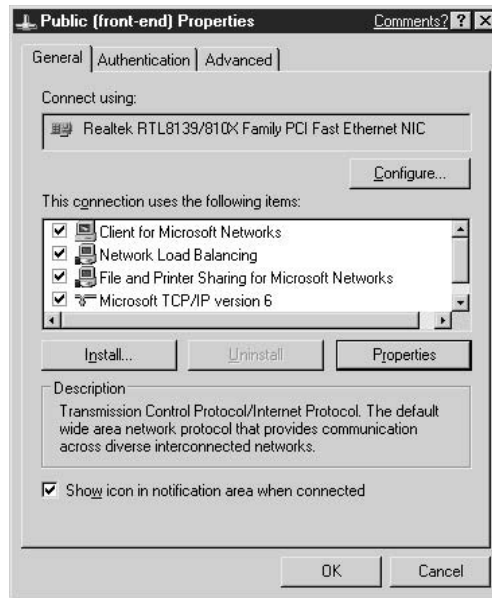 Public (front-end) Properties Comments? ? X
General Authentication Advanced
Connect using:
Realtek RTL8139/810X Family PCI Fast Ethernet NIC
Configure...
This connection uses the following items:
Client for Microsoft Networks
Network Load Balancing
File and Printer Sharing for Microsoft Networks
Microsoft TCP/IP version 6
Install... Uninstall Properties
Description
Transmission Control Protocol/Internet Protocol. The default
wide area network protocol that provides communication
across diverse interconnected networks.
Show icon in notification area when connected
OK Cancel